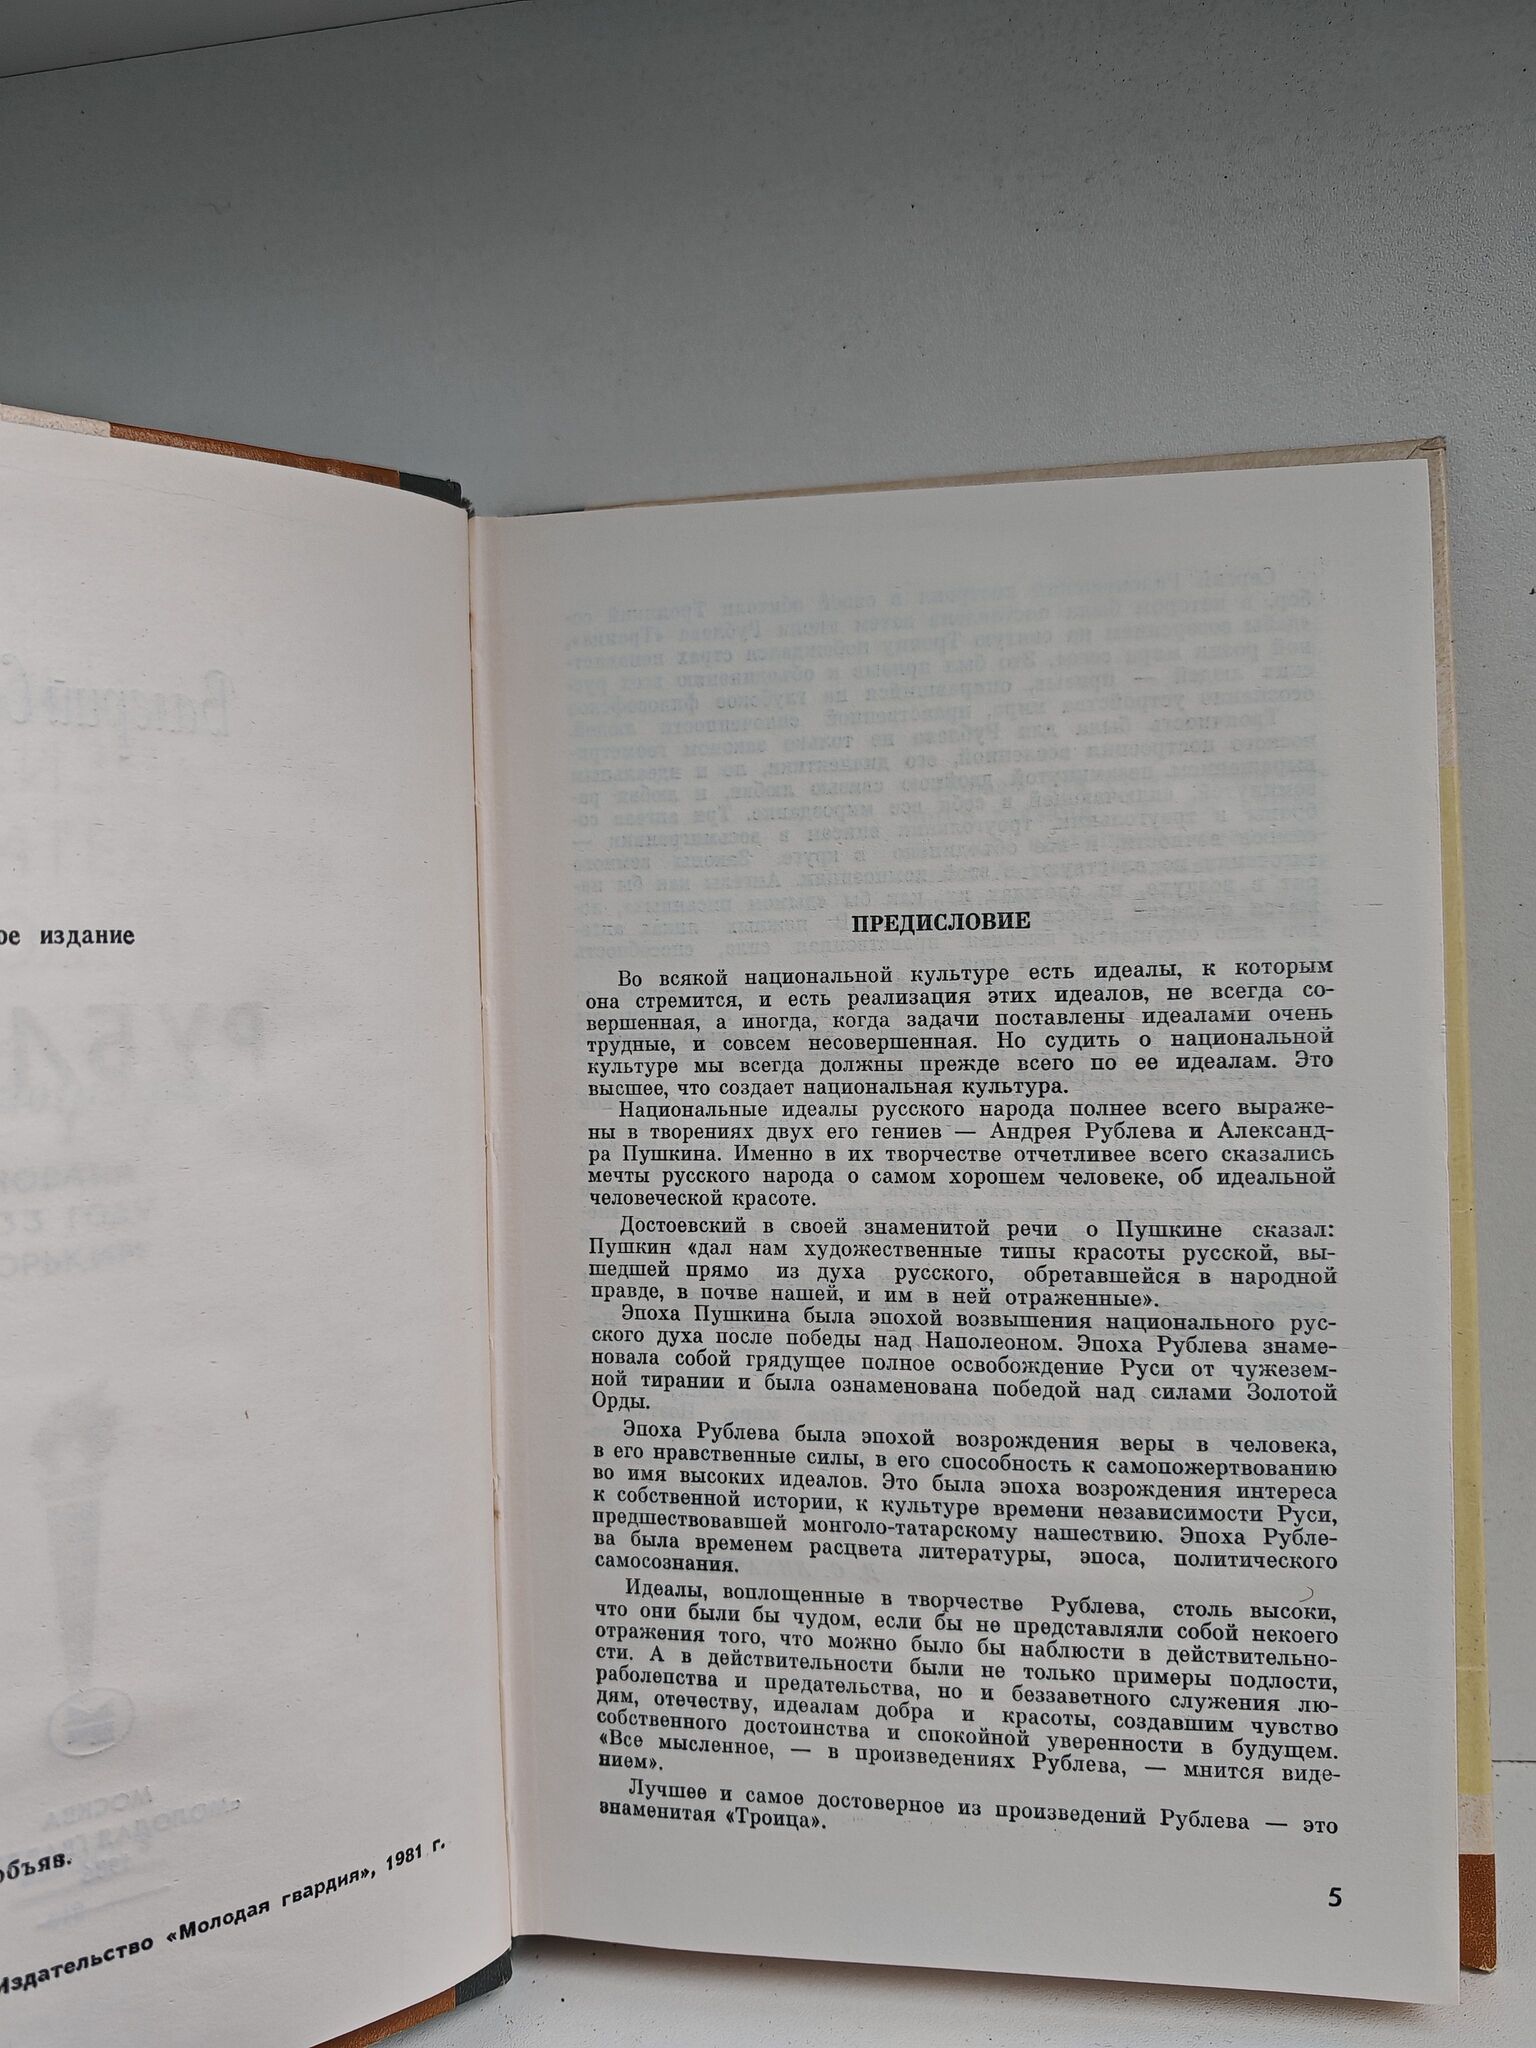 ое издание
объяв.
Издательство «Молодая гвардия», 1981 г.
ПРЕДИСЛОВИЕ
Во всякой национальной культуре есть идеалы, к которым
она стремится, и есть реализация этих идеалов, не всегда со-
вершенная, а иногда, когда задачи поставлены идеалами очень
трудные, и совсем несовершенная. Но судить о национальной
культуре мы всегда должны прежде всего по ее идеалам. Это
высшее, что создает национальная культура.
Национальные идеалы русского народа полнее всего выраже-
ны в творениях двух его гениев — Андрея Рублева и Александ-
ра Пушкина. Именно в их творчестве отчетливее всего сказались
мечты русского народа о самом хорошем человеке, об идеальной
человеческой красоте.
Достоевский в своей знаменитой речи о Пушкине сказал:
Пушкин «дал нам художественные типы красоты русской, вы-
шедшей прямо из духа русского, обретавшейся в народной
правде, в почве нашей, и им в ней отраженные».
Эпоха Пушкина была эпохой возвышения национального рус-
ского духа после победы над Наполеоном. Эпоха Рублева знаме-
новала собой грядущее полное освобождение Руси от чужезем-
ной тирании и была ознаменована победой над силами Золотой
Орды.
Эпоха Рублева была эпохой возрождения веры в человека,
в его нравственные силы, в его способность к самопожертвованию
во имя высоких идеалов. Это была эпоха возрождения интереса
к собственной истории, к культуре времени независимости Руси,
предшествовавшей монголо-татарскому нашествию. Эпоха Рубле-
ва была временем расцвета литературы, эпоса, политического
самосознания.
Идеалы, воплощенные в творчестве Рублева, столь высоки,
что они были бы чудом, если бы не представляли собой некоего
отражения того, что можно было бы наблюсти в действительно-
сти. А в действительности были не только примеры подлости,
раболепства и предательства, но и беззаветного служения лю-
дям, отечеству, идеалам добра и красоты, создавшим чувство
собственного достоинства и спокойной уверенности в будущем.
«Все мысленное, — в произведениях Рублева, — мнится виде-
нием».
Лучшее и самое достоверное из произведений Рублева — это
знаменитая «Троица».
5